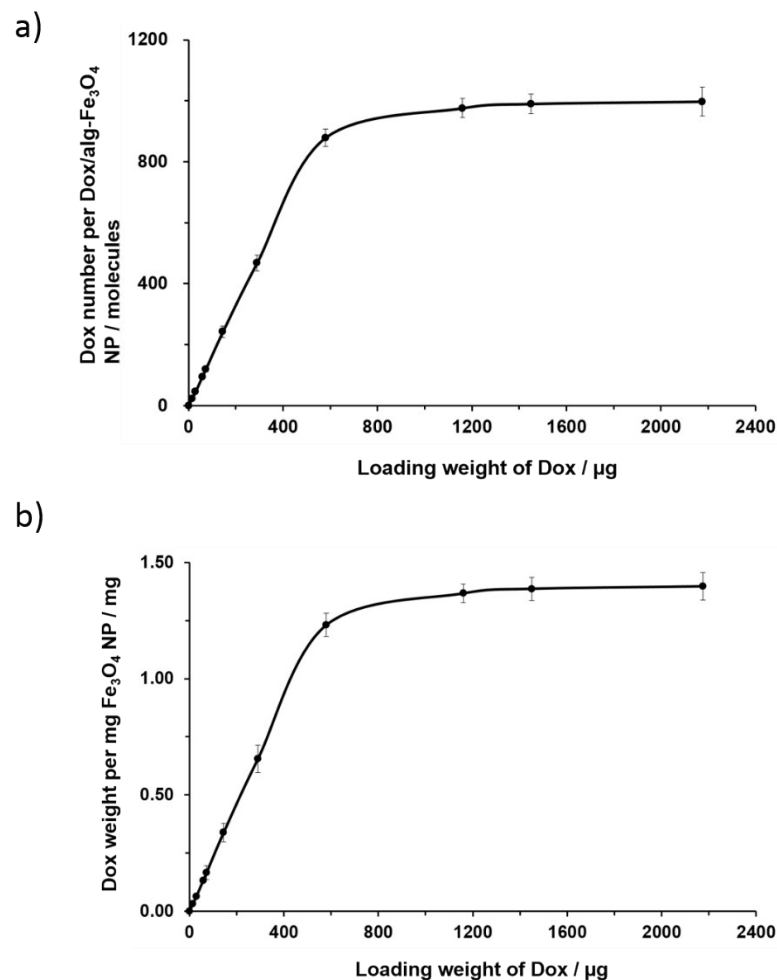 a)
1200
800
400
0
Dox number per Dox/alg-Fe₃O₄
NP / molecules
0 400 800 1200 1600 2000 2400
Loading weight of Dox / µg
b)
1.50
1.00
0.50
0.00
Dox weight per mg Fe₃O₄ NP / mg
0 400 800 1200 1600 2000 2400
Loading weight of Dox / µg